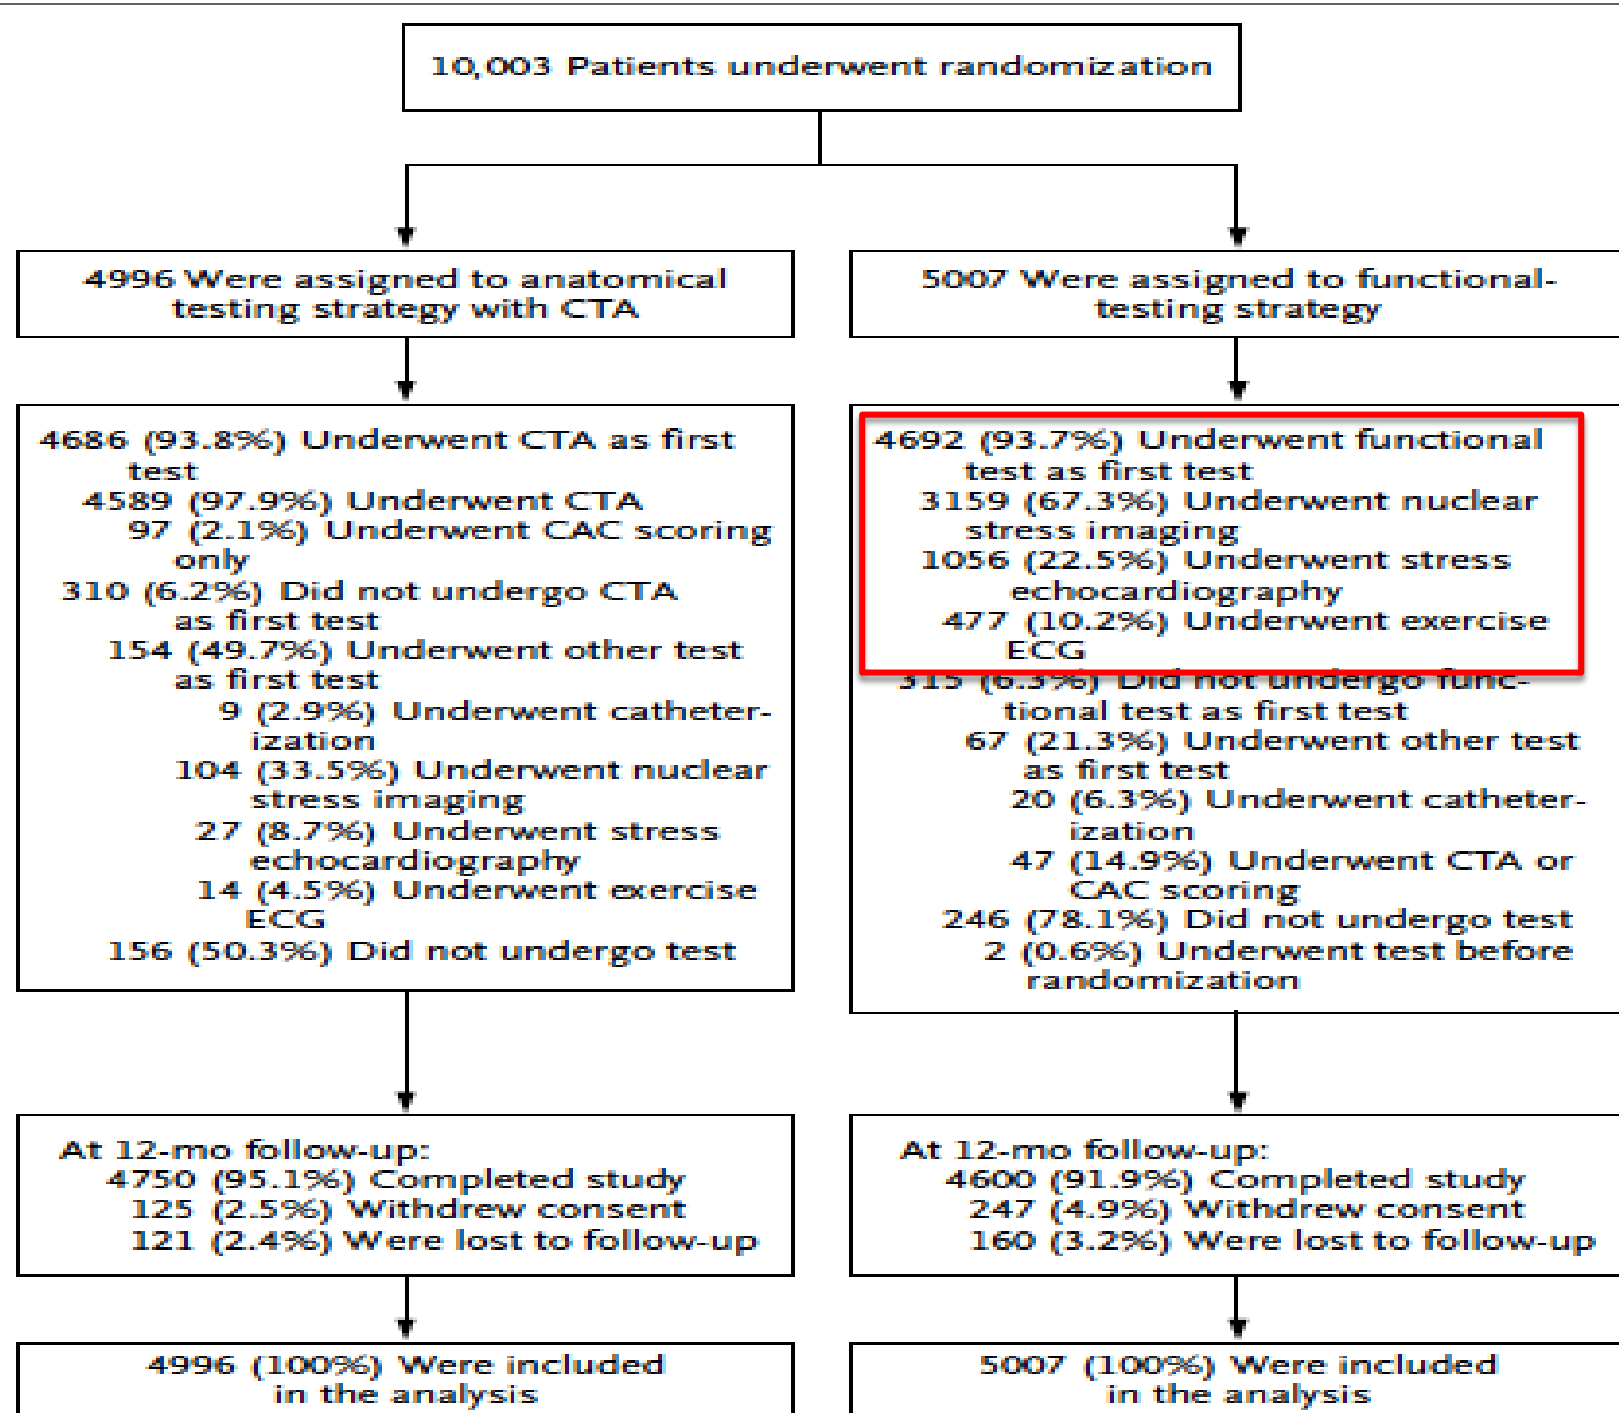 10,003 Patients underwent randomization
4996 Were assigned to anatomical
testing strategy with CTA
5007 Were assigned to functional-
testing strategy
4686 (93.8%) Underwent CTA as first
test
4589 (97.9%) Underwent CTA
97 (2.1%) Underwent CAC scoring
only
310 (6.2%) Did not undergo CTA
as first test
154 (49.7%) Underwent other test
as first test
9 (2.9%) Underwent catheter-
ization
104 (33.5%) Underwent nuclear
stress imaging
27 (8.7%) Underwent stress
echocardiography
14 (4.5%) Underwent exercise
ECG
156 (50.3%) Did not undergo test
4692 (93.7%) Underwent functional
test as first test
3159 (67.3%) Underwent nuclear
stress imaging
1056 (22.5%) Underwent stress
echocardiography
477 (10.2%) Underwent exercise
ECG
315 (6.3%) Did not undergo func-
tional test as first test
67 (21.3%) Underwent other test
as first test
20 (6.3%) Underwent catheter-
ization
47 (14.9%) Underwent CTA or
CAC scoring
246 (78.1%) Did not undergo test
2 (0.6%) Underwent test before
randomization
At 12-mo follow-up:
4750 (95.1%) Completed study
125 (2.5%) Withdrew consent
121 (2.4%) Were lost to follow-up
At 12-mo follow-up:
4600 (91.9%) Completed study
247 (4.9%) Withdrew consent
160 (3.2%) Were lost to follow-up
4996 (100%) Were included
in the analysis
5007 (100%) Were included
in the analysis